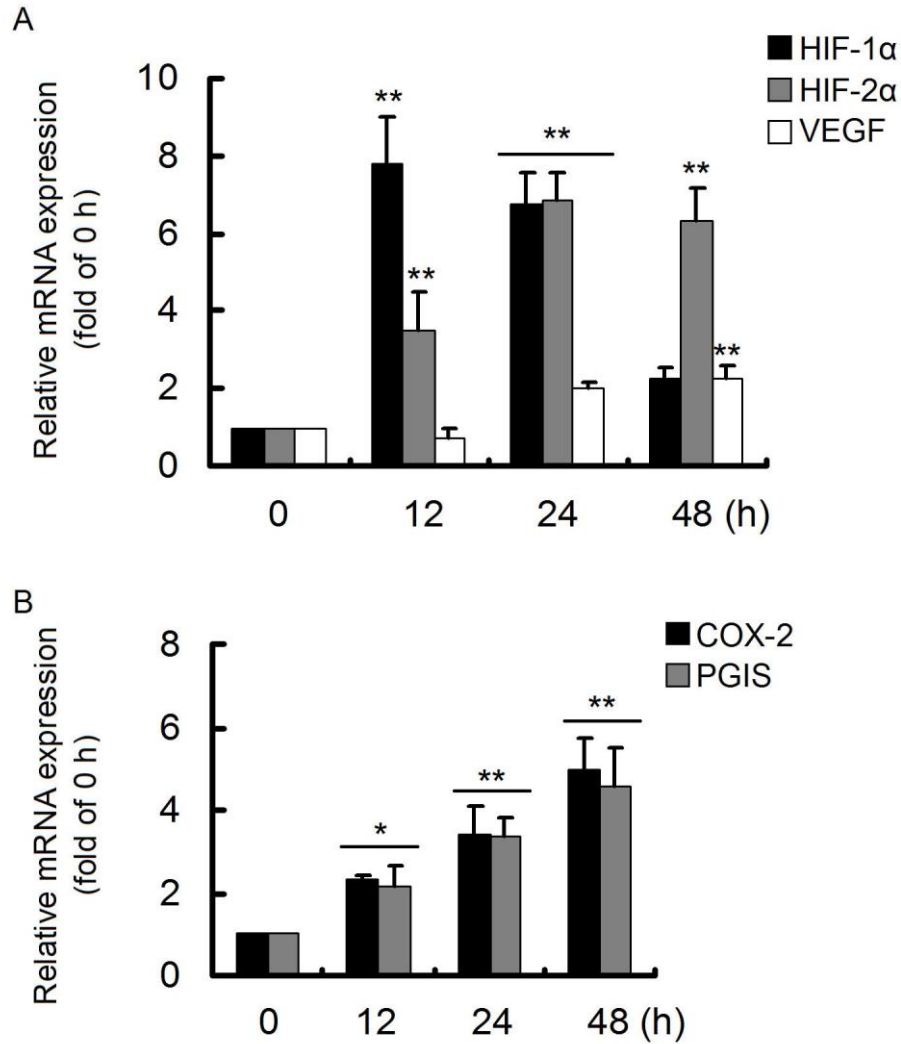 A
HIF-1α
HIF-2α
VEGF
Relative mRNA expression
(fold of 0 h)
10
8
6
4
2
0
**
**
**
**
**
0 12 24 48 (h)
B
COX-2
PGIS
Relative mRNA expression
(fold of 0 h)
8
6
4
2
0
*
**
**
0 12 24 48 (h)